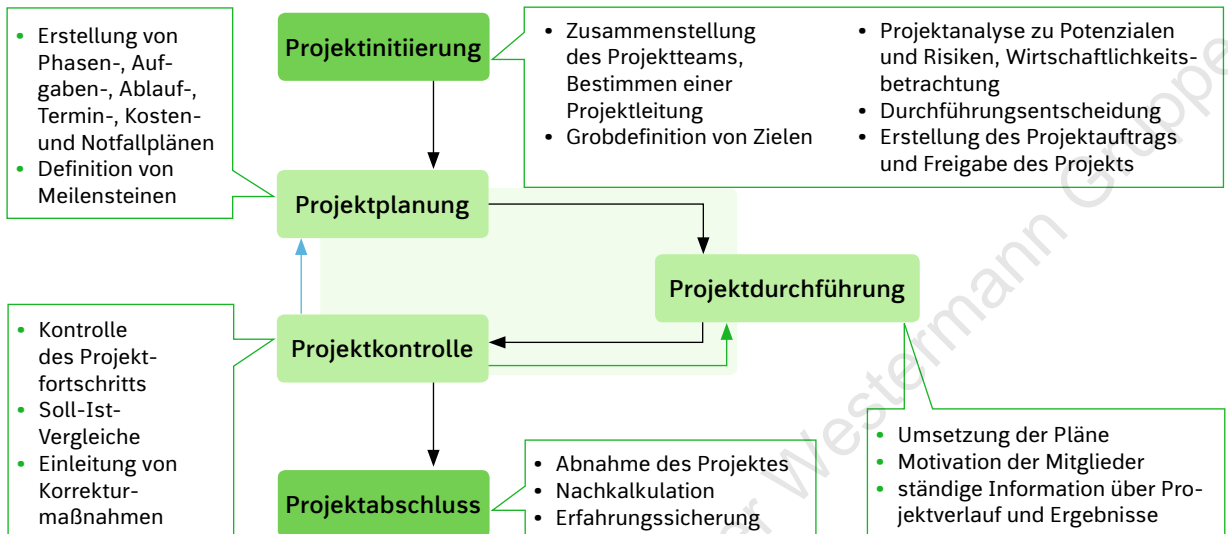 • Erstellung von
Phasen-, Auf-
gaben-, Ablauf-,
Termin-, Kosten-
und Notfallplänen
• Definition von
Meilensteinen
Projektinitiierung
• Zusammenstellung
des Projektteams,
Bestimmen einer
Projektleitung
• Grobdefinition von Zielen
• Projektanalyse zu Potenzialen
und Risiken, Wirtschaftlichkeits-
betrachtung
• Durchführungsentscheidung
• Erstellung des Projektauftrags
und Freigabe des Projekts
Projektplanung
Projektdurchführung
• Kontrolle
des Projekt-
fortschritts
• Soll-Ist-
Vergleiche
• Einleitung von
Korrektur-
maßnahmen
Projektkontrolle
Projektabschluss
• Abnahme des Projektes
• Nachkalkulation
• Erfahrungssicherung
• Umsetzung der Pläne
• Motivation der Mitglieder
• ständige Information über Pro-
jektverlauf und Ergebnisse
Westermann Gruppe